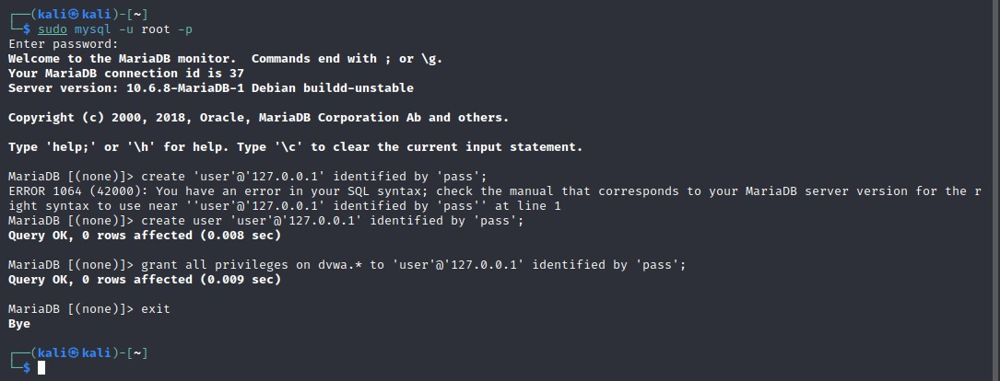 ┌──(kali㉿kali)-[~]
└─$ sudo mysql -u root -p
Enter password:
Welcome to the MariaDB monitor.  Commands end with ; or \g.
Your MariaDB connection id is 37
Server version: 10.6.8-MariaDB-1 Debian buildd-unstable
Copyright (c) 2000, 2018, Oracle, MariaDB Corporation Ab and others.
Type 'help;' or '\h' for help. Type '\c' to clear the current input statement.
MariaDB [(none)]> create 'user'@'127.0.0.1' identified by 'pass';
ERROR 1064 (42000): You have an error in your SQL syntax; check the manual that corresponds to your MariaDB server version for the r
ight syntax to use near ''user'@'127.0.0.1' identified by 'pass'' at line 1
MariaDB [(none)]> create user 'user'@'127.0.0.1' identified by 'pass';
Query OK, 0 rows affected (0.008 sec)
MariaDB [(none)]> grant all privileges on dvwa.* to 'user'@'127.0.0.1' identified by 'pass';
Query OK, 0 rows affected (0.009 sec)
MariaDB [(none)]> exit
Bye
┌──(kali㉿kali)-[~]
└─$